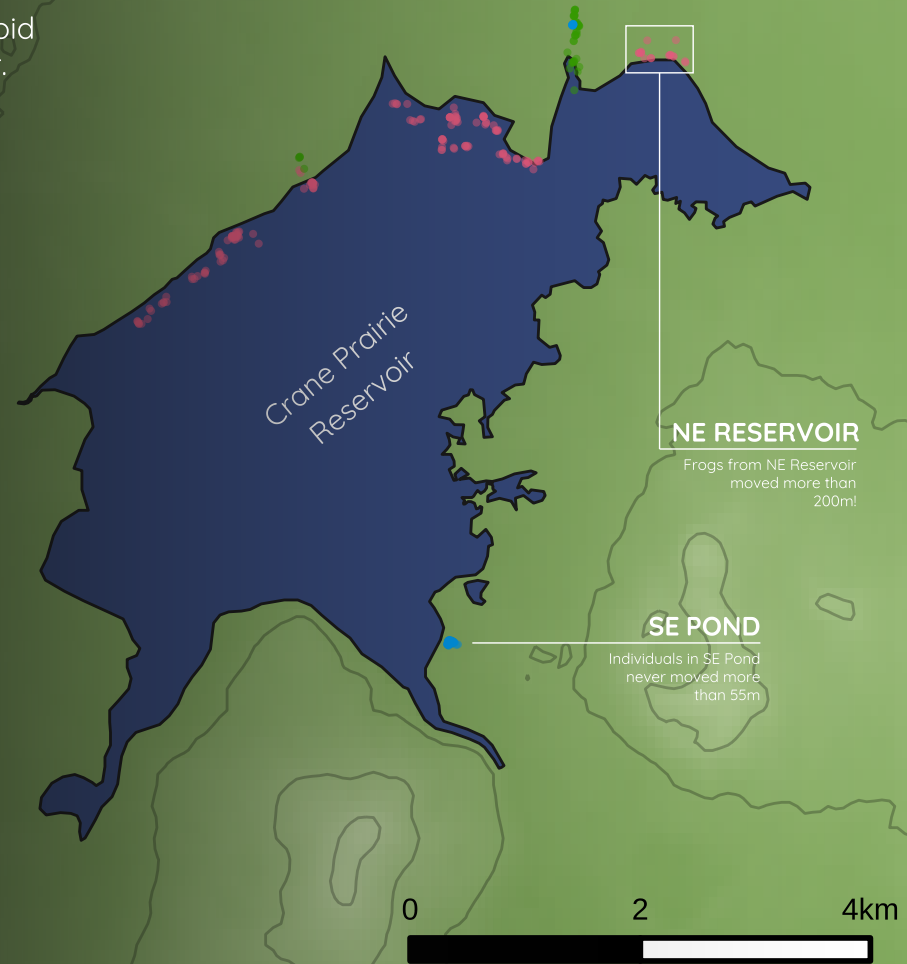 .
Crane Prairie
Reservoir
NE RESERVOIR
Frogs from NE Reservoir
moved more than
200m!
SE POND
Individuals in SE Pond
never moved more
than 55m
0 2 4km